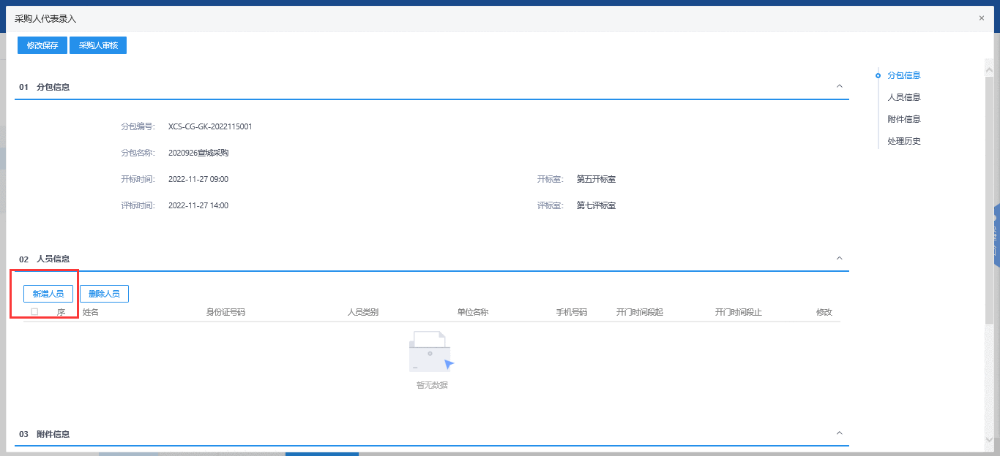 采购人代表录入
×
修改保存 采购人审核
01 分包信息
分包编号： XCS-CG-GK-2022115001
分包名称： 2020926宣城采购
开标时间： 2022-11-27 09:00 开标室： 第五开标室
评标时间： 2022-11-27 14:00 评标室： 第七评标室
02 人员信息
新增人员 删除人员
序 姓名 身份证号码 人员类别 单位名称 手机号码 开门时间段起 开门时间段止 修改
暂无数据
03 附件信息
分包信息
人员信息
附件信息
处理历史